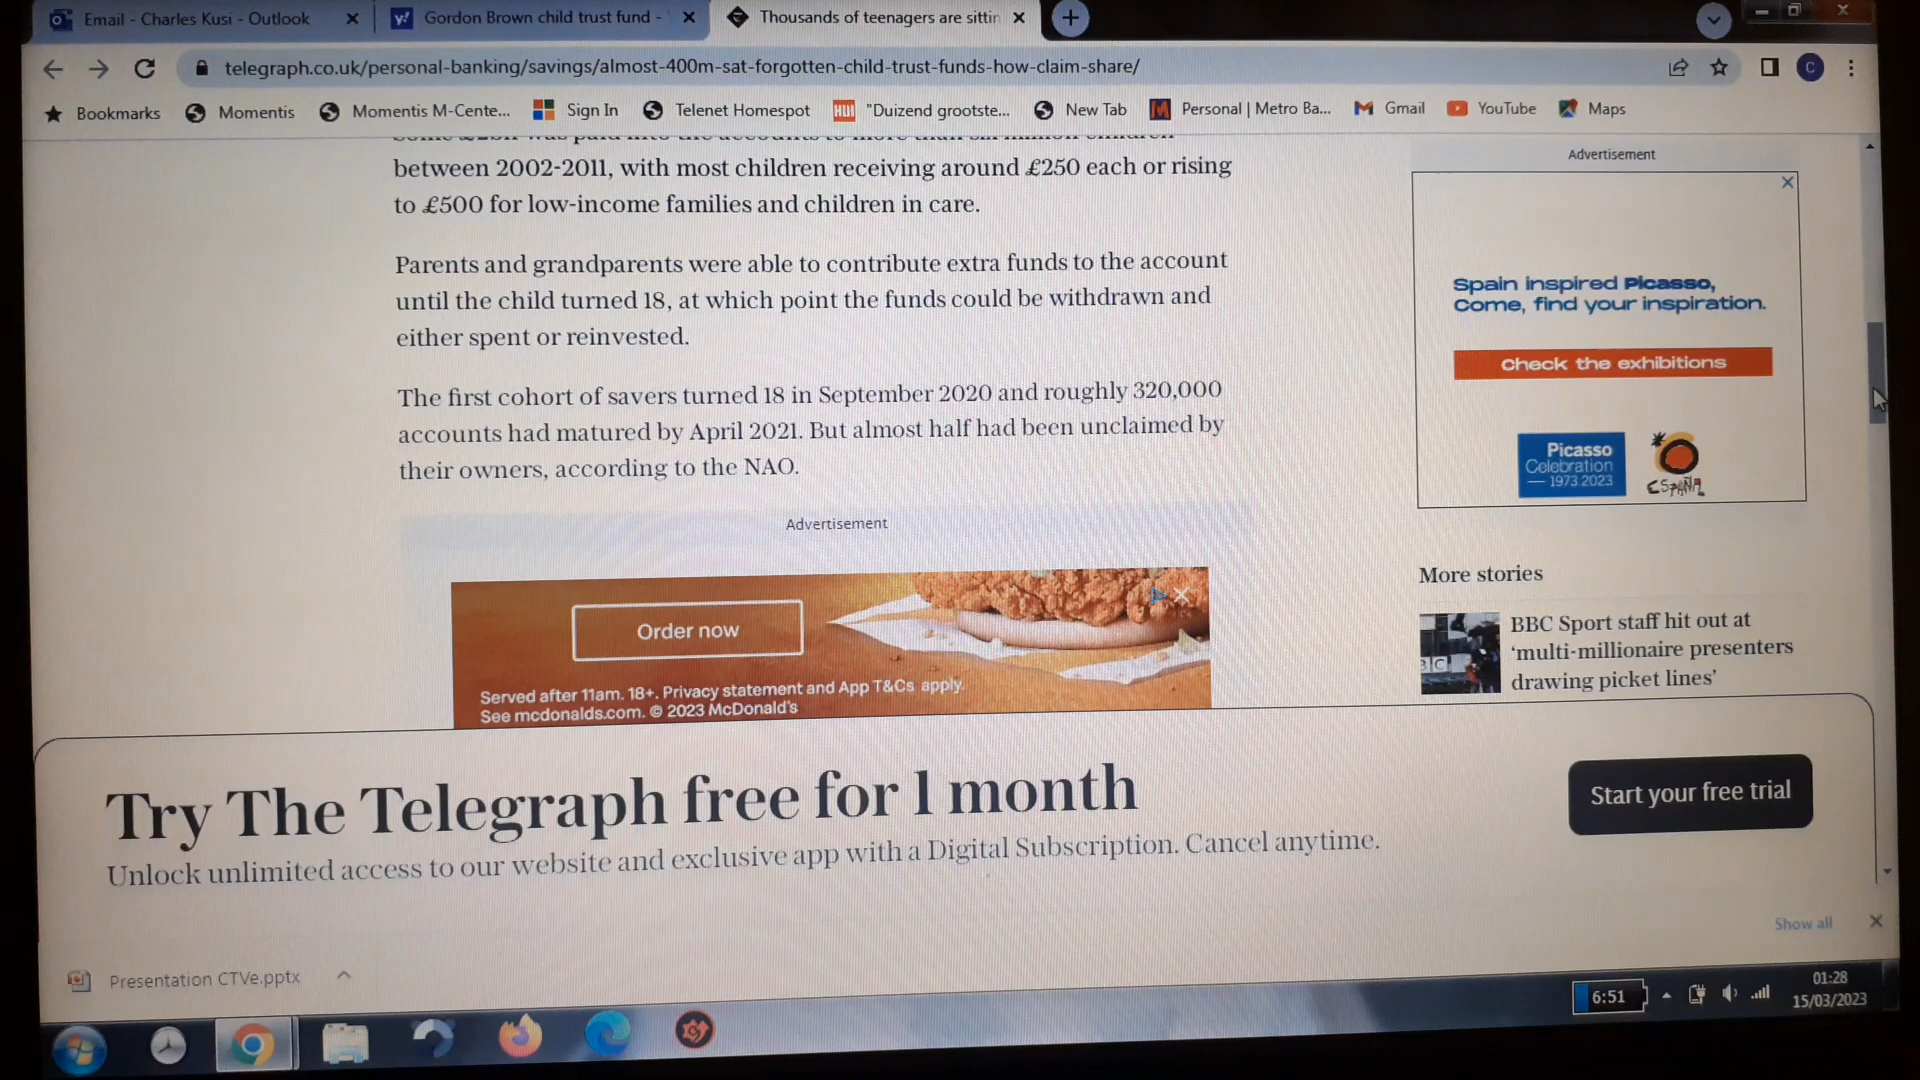 Email - Charles Kusi - Outlook
Gordon Brown child trust fund -
Thousands of teenagers are sittin
telegraph.co.uk/personal-banking/savings/almost-400m-sat-forgotten-child-trust-funds-how-claim-share/
C
Bookmarks
Momentis
Momentis M-Cente...
Sign In
Telenet Homespot
HLN
"Duizend grootste...
New Tab
Personal | Metro Ba...
Gmail
YouTube
Maps
between 2002-2011, with most children receiving around £250 each or rising
to £500 for low-income families and children in care.
Parents and grandparents were able to contribute extra funds to the account
until the child turned 18, at which point the funds could be withdrawn and
either spent or reinvested.
The first cohort of savers turned 18 in September 2020 and roughly 320,000
accounts had matured by April 2021. But almost half had been unclaimed by
their owners, according to the NAO.
Advertisement
Order now
Served after 11am. 18+. Privacy statement and App T&Cs apply.
See mcdonalds.com. © 2023 McDonald's
Advertisement
Spain inspired Picasso,
Come, find your inspiration.
Check the exhibitions
Picasso
Celebration
— 1973 2023
ESPAÑA
More stories
BBC Sport staff hit out at
'multi-millionaire presenters
drawing picket lines'
Try The Telegraph free for 1 month
Unlock unlimited access to our website and exclusive app with a Digital Subscription. Cancel anytime.
Start your free trial
Show all
Presentation CTVe.pptx
6:51
01:28
15/03/2023